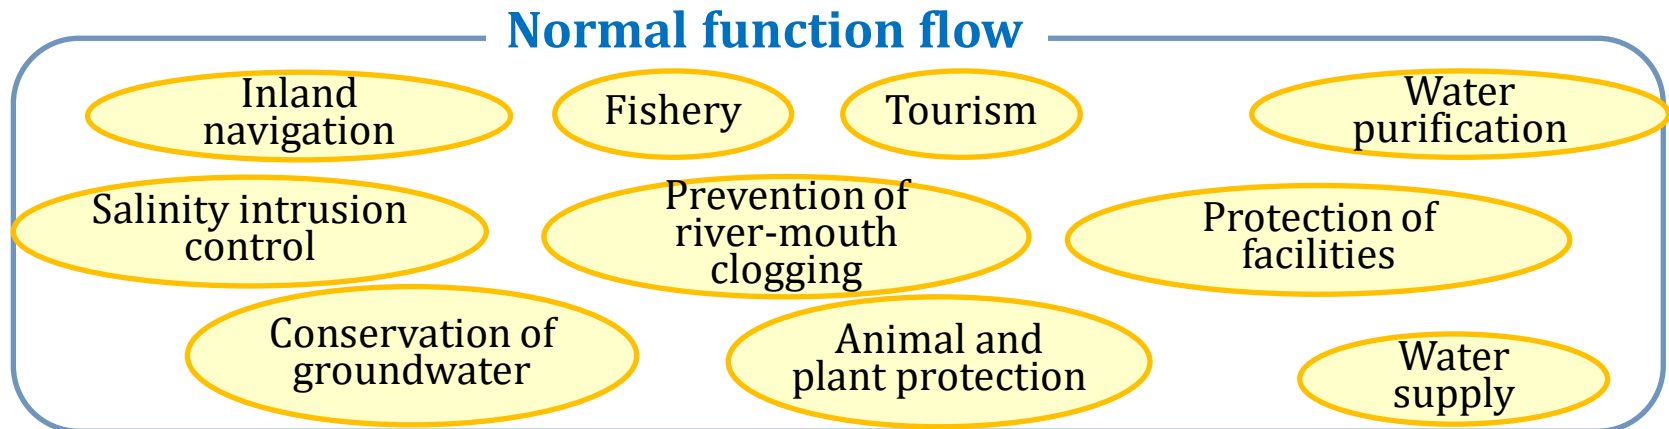 Normal function flow
Inland
navigation
Fishery
Tourism
Water
purification
Salinity intrusion
control
Prevention of
river-mouth
clogging
Protection of
facilities
Conservation of
groundwater
Animal and
plant protection
Water
supply